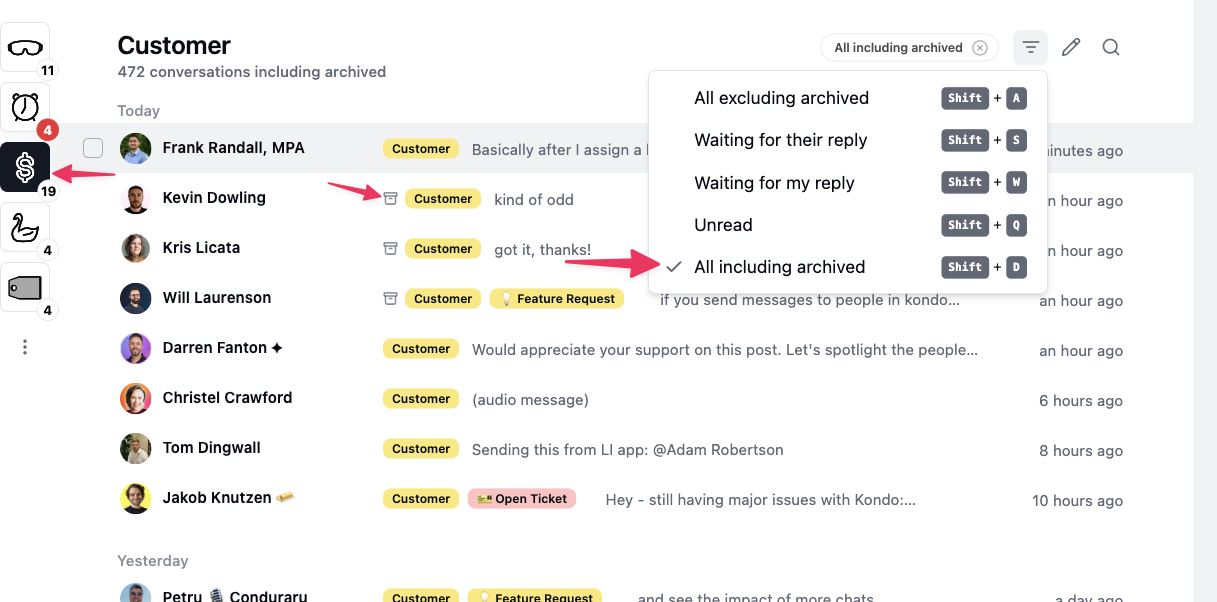 Customer
472 conversations including archived
All including archived
11
4
$
19
4
4
Today
Frank Randall, MPA Customer Basically after I assign a
Kevin Dowling Customer kind of odd n hour ago
Kris Licata Customer got it, thanks! n hour ago
Will Laurenson Customer 💡 Feature Request if you send messages to people in kondo... an hour ago
Darren Fanton ✦ Customer Would appreciate your support on this post. Let's spotlight the people... an hour ago
Christel Crawford Customer (audio message) 6 hours ago
Tom Dingwall Customer Sending this from LI app: @Adam Robertson 8 hours ago
Jakob Knutzen Customer 🎫 Open Ticket Hey - still having major issues with Kondo:... 10 hours ago
All excluding archived Shift + A
Waiting for their reply Shift + S
Waiting for my reply Shift + W
Unread Shift + Q
All including archived Shift + D
inutes ago
Yesterday
Petru 🎙️ Conduraru Customer 💡 Feature Request and see the impact of more chats a day ago